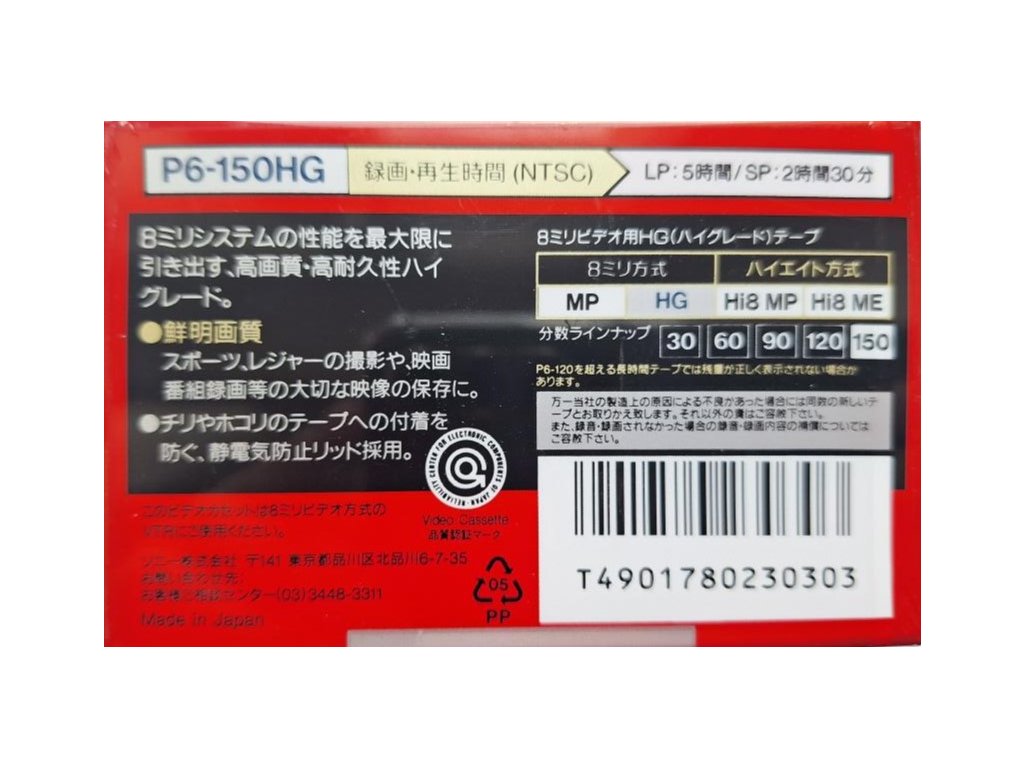 P6-150HG 録画・再生時間 (NTSC) LP:5時間/SP:2時間30分
8ミリシステムの性能を最大限に
引き出す、高画質・高耐久性ハイ
グレード。
●鮮明画質
スポーツ、レジャーの撮影や、映画
番組録画等の大切な映像の保存に。
●チリやホコリのテープへの付着を
防ぐ、静電気防止リッド採用。
このビデオカセットは8ミリビデオ方式の
VTRにご使用ください。
ソニー株式会社 〒141 東京都品川区北品川6-7-35
お問い合わせ先:
お客様ご相談センター(03)3448-3311
Made in Japan
RELIABILITY CENTER FOR ELECTRONIC COMPONENTS OF JAPAN
Video Cassette
品質認証マーク
05
PP
8ミリビデオ用HG(ハイグレード)テープ
8ミリ方式 ハイエイト方式
MP HG Hi8 MP Hi8 ME
分数ラインナップ 30 60 90 120 150
P6-120を超える長時間テープでは残量が正しく表示されない場合が
あります。
万一当社の製造上の原因による不良があった場合には同数の新しいテ
ープとお取りかえ致します。それ以外の責はご容赦下さい。
また、録音・録画されなかった場合の録音・録画内容の補償については
ご容赦下さい。
T4901780230303